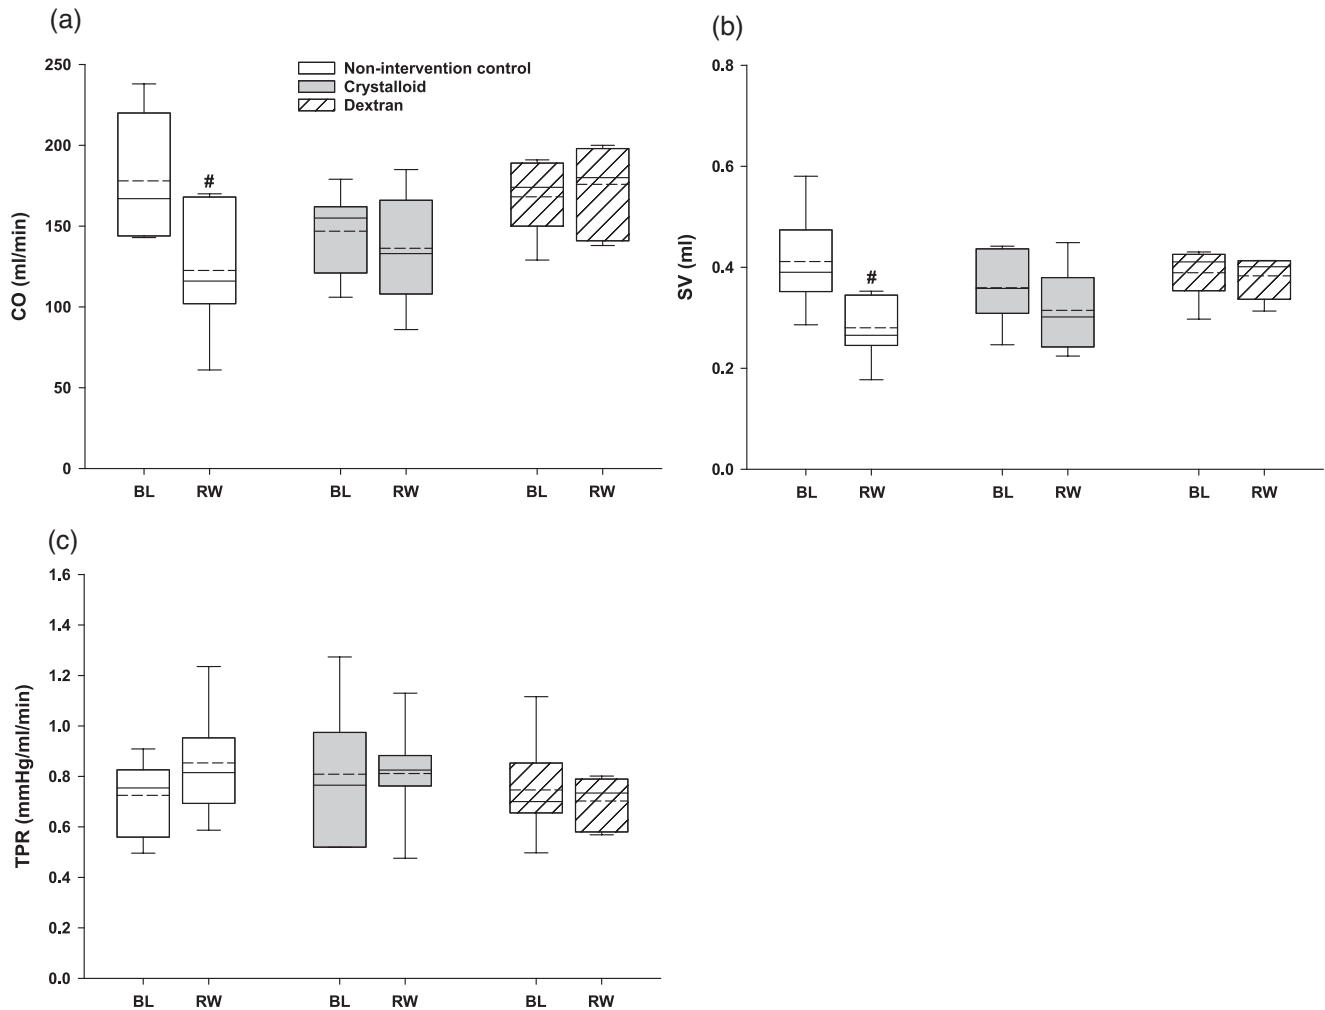 (a)
250
200
150
100
50
0
CO (ml/min)
Non-intervention control
Crystalloid
Dextran
#
BL RW BL RW BL RW
(b)
0.8
0.6
0.4
0.2
0.0
SV (ml)
#
BL RW BL RW BL RW
(c)
1.6
1.4
1.2
1.0
0.8
0.6
0.4
0.2
0.0
TPR (mmHg/ml/min)
BL RW BL RW BL RW